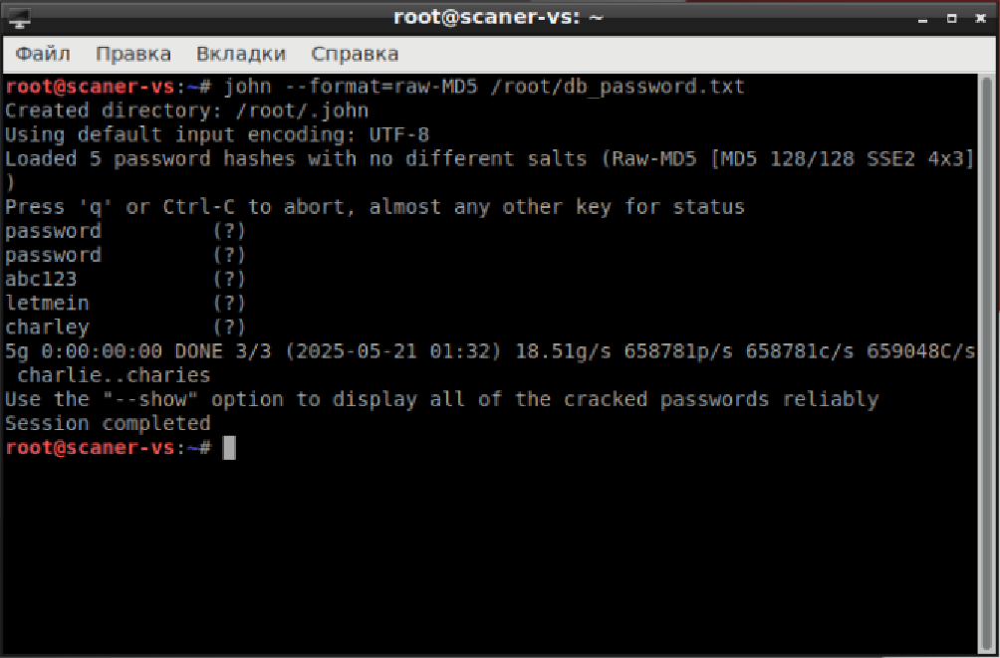 root@scaner-vs: ~
Файл Правка Вкладки Справка
root@scaner-vs:~# john --format=raw-MD5 /root/db_password.txt
Created directory: /root/.john
Using default input encoding: UTF-8
Loaded 5 password hashes with no different salts (Raw-MD5 [MD5 128/128 SSE2 4x3]
)
Press 'q' or Ctrl-C to abort, almost any other key for status
password         (?)
password         (?)
abc123           (?)
letmein          (?)
charley          (?)
5g 0:00:00:00 DONE 3/3 (2025-05-21 01:32) 18.51g/s 658781p/s 658781c/s 659048C/s
 charlie..charies
Use the "--show" option to display all of the cracked passwords reliably
Session completed
root@scaner-vs:~#